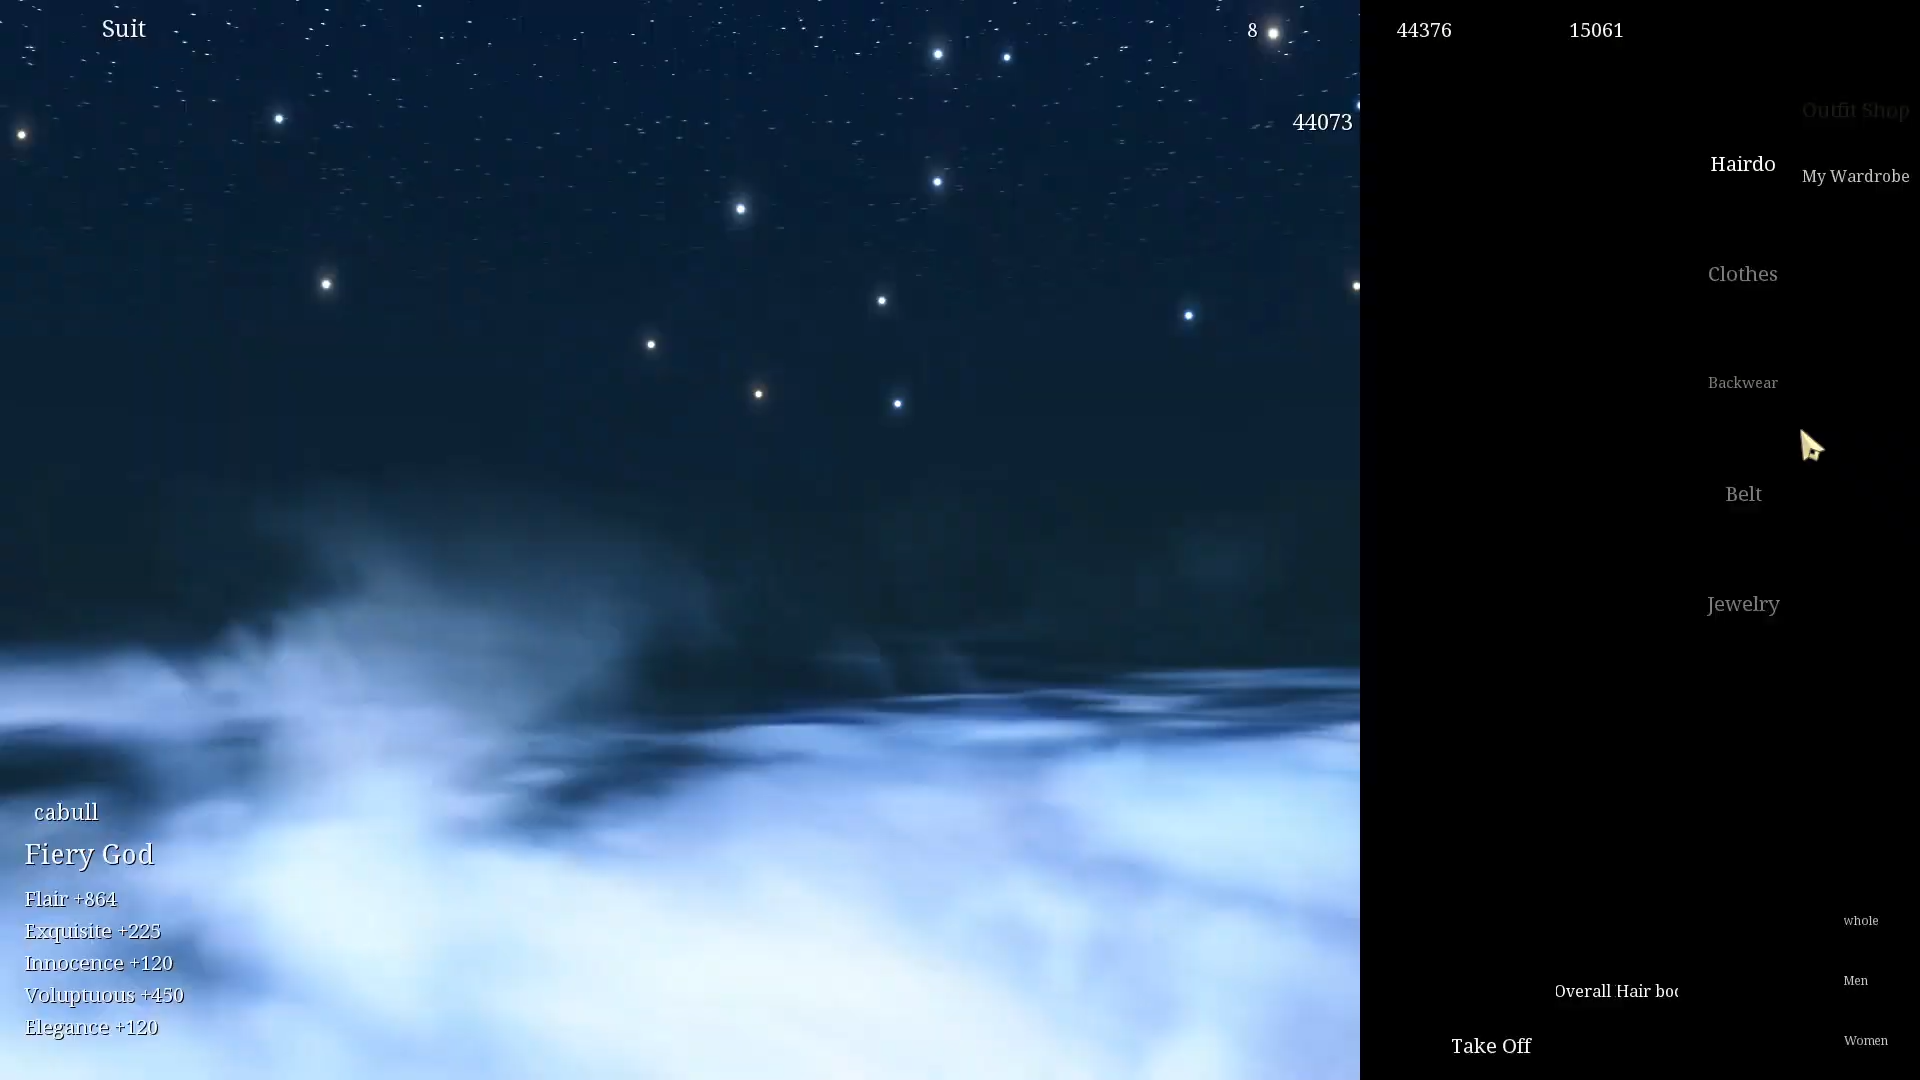 Suit
8
44376
15061
44073
Outfit Shop
Hairdo
My Wardrobe
Clothes
Backwear
Belt
Jewelry
cabull
Fiery God
Flair +864
Exquisite +225
Innocence +120
Voluptuous +450
Elegance +120
whole
Men
Overall Hair
Women
Take Off